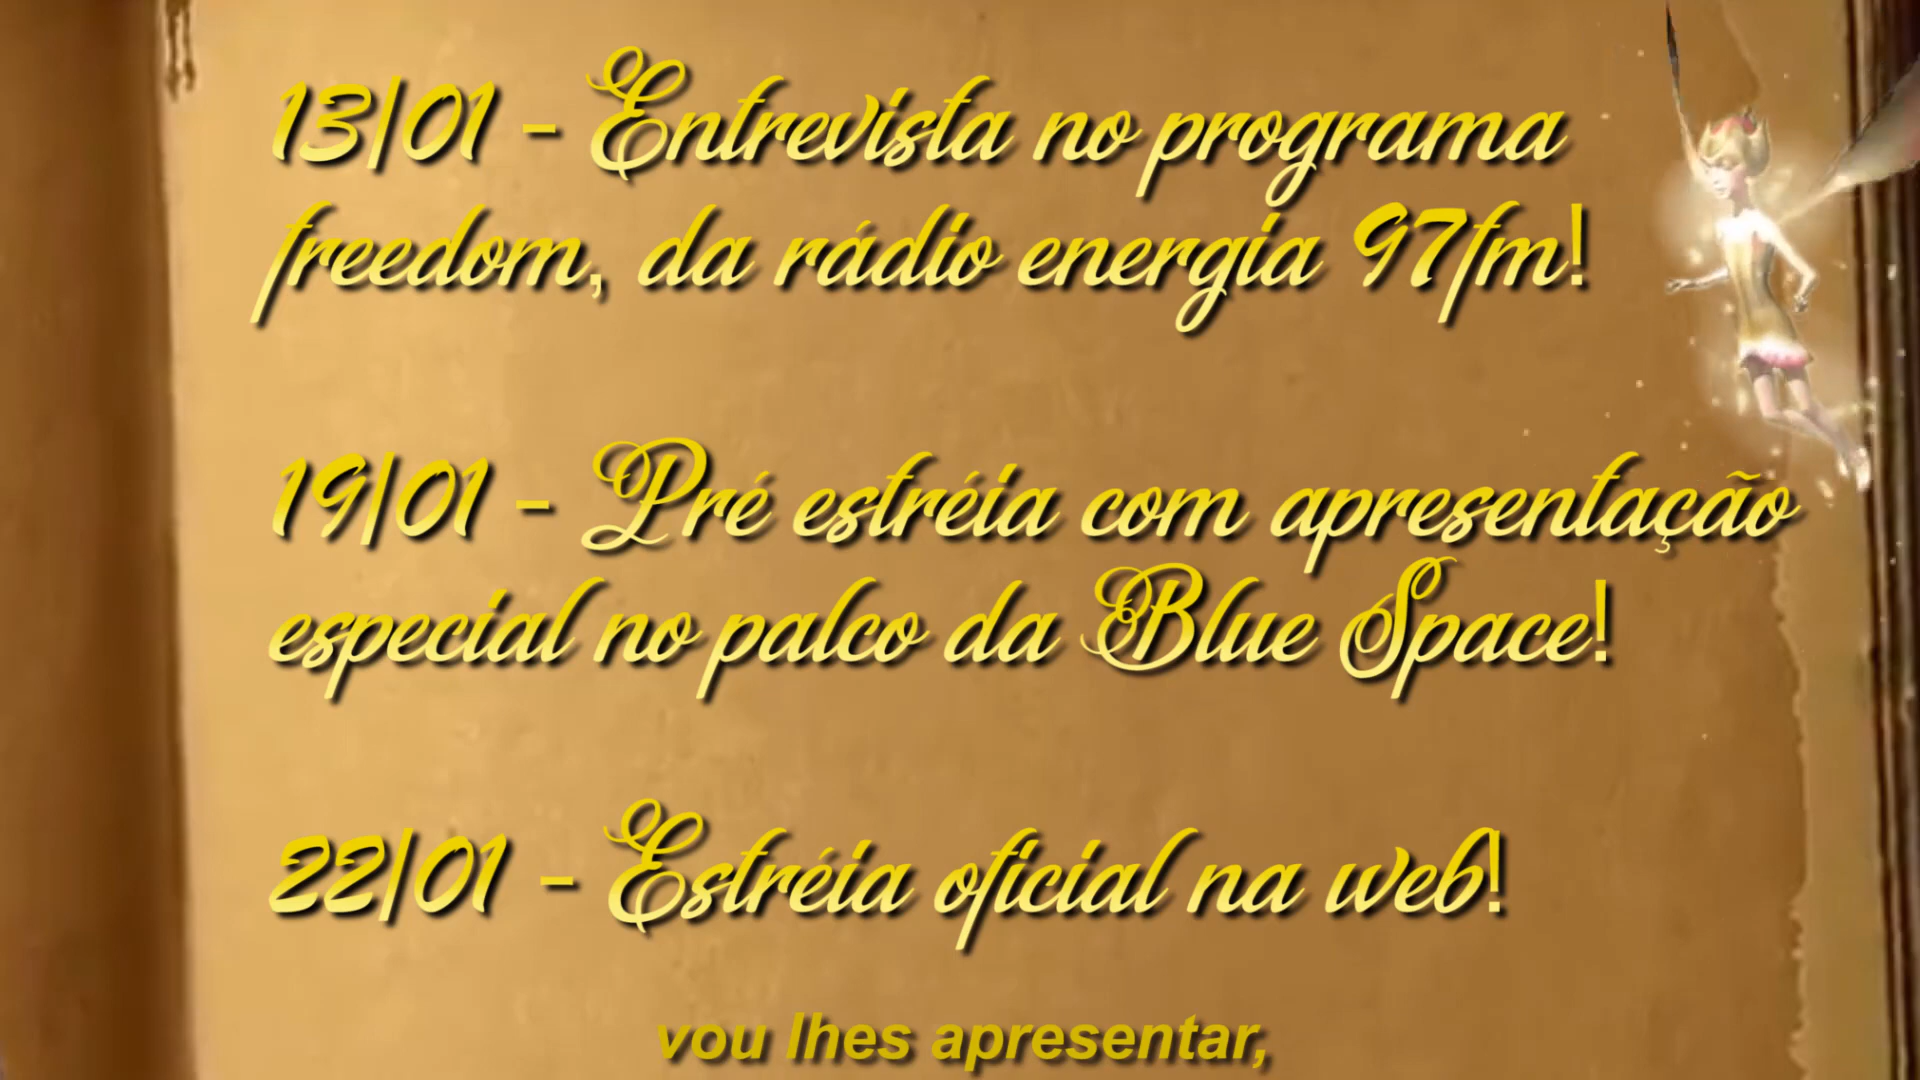 13/01 - Entrevista no programa
freedom, da rádio energia 97fm!
19/01 - Pré estréia com apresentação
especial no palco da Blue Space!
22/01 - Estréia oficial na web!
vou lhes apresentar,